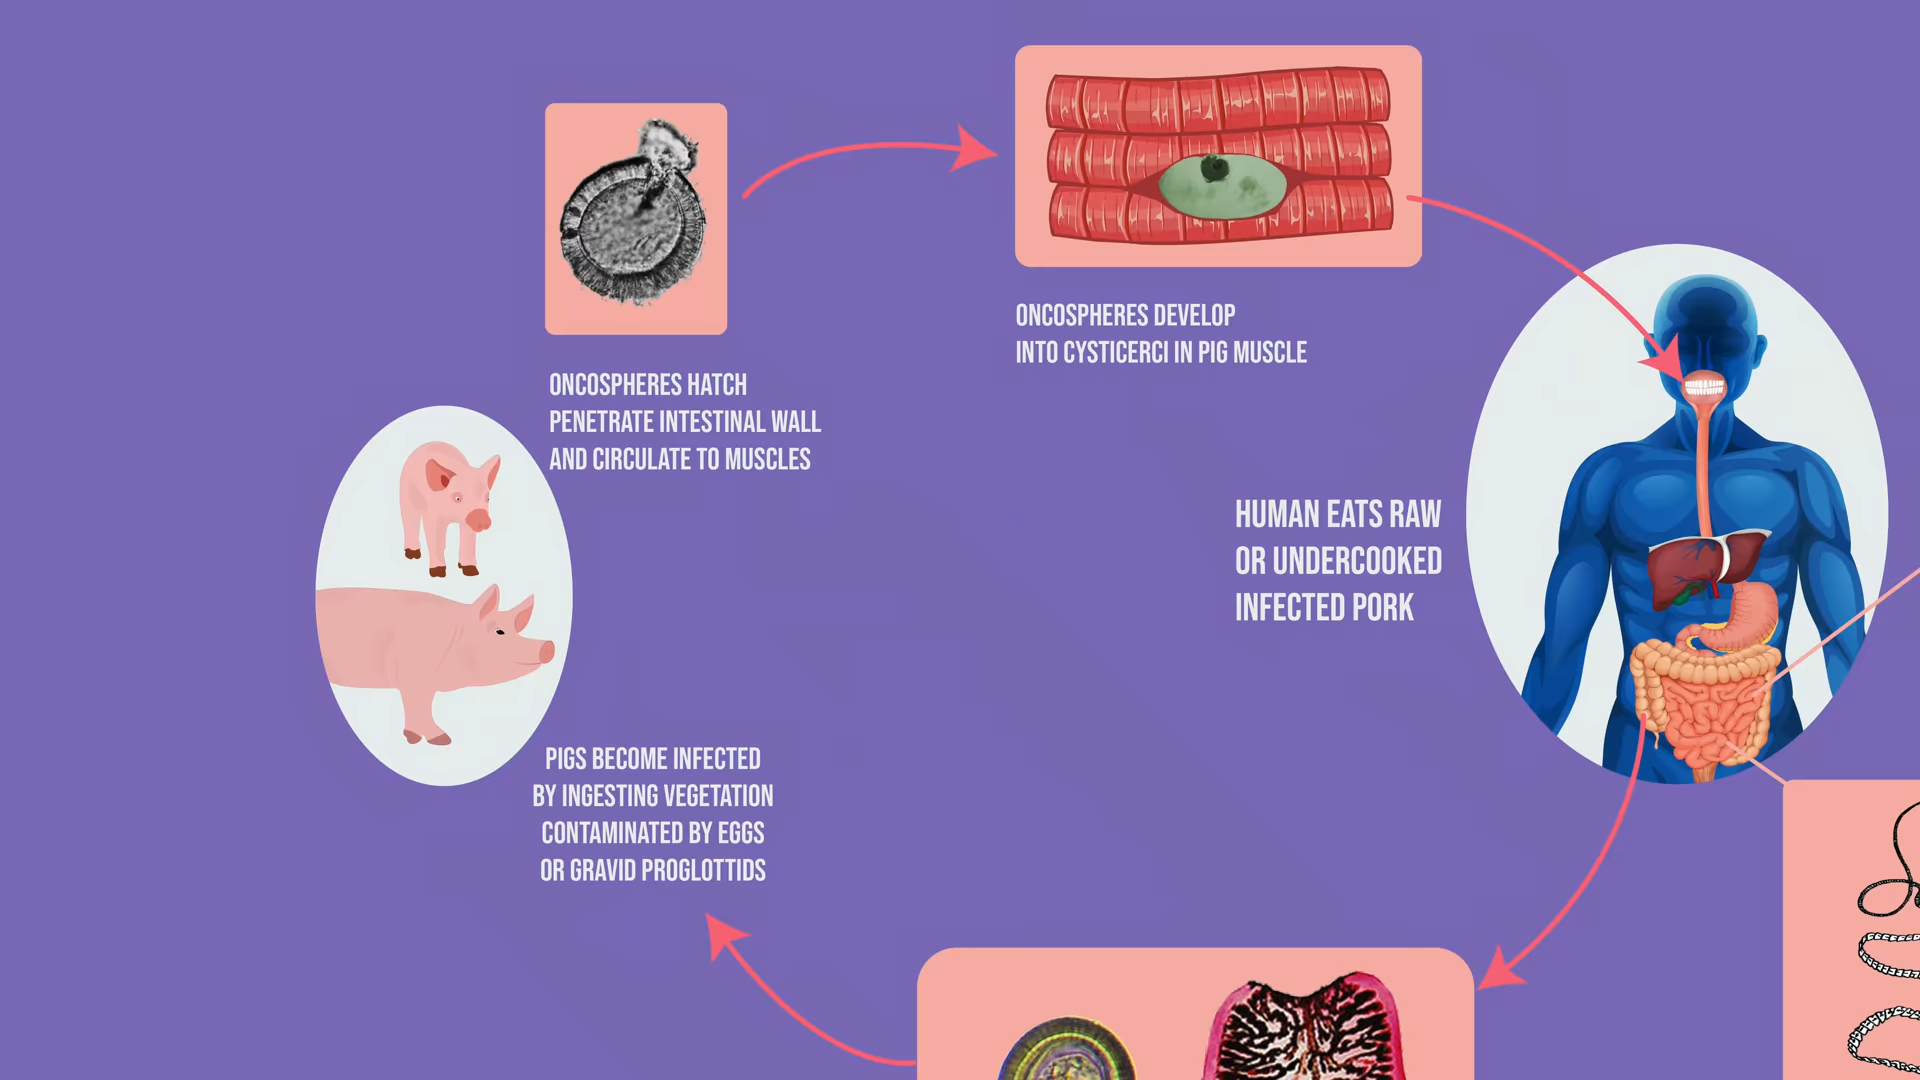 ONCOSPHERES HATCH
PENETRATE INTESTINAL WALL
AND CIRCULATE TO MUSCLES
ONCOSPHERES DEVELOP
INTO CYSTICERCI IN PIG MUSCLE
HUMAN EATS RAW
OR UNDERCOOKED
INFECTED PORK
PIGS BECOME INFECTED
BY INGESTING VEGETATION
CONTAMINATED BY EGGS
OR GRAVID PROGLOTTIDS